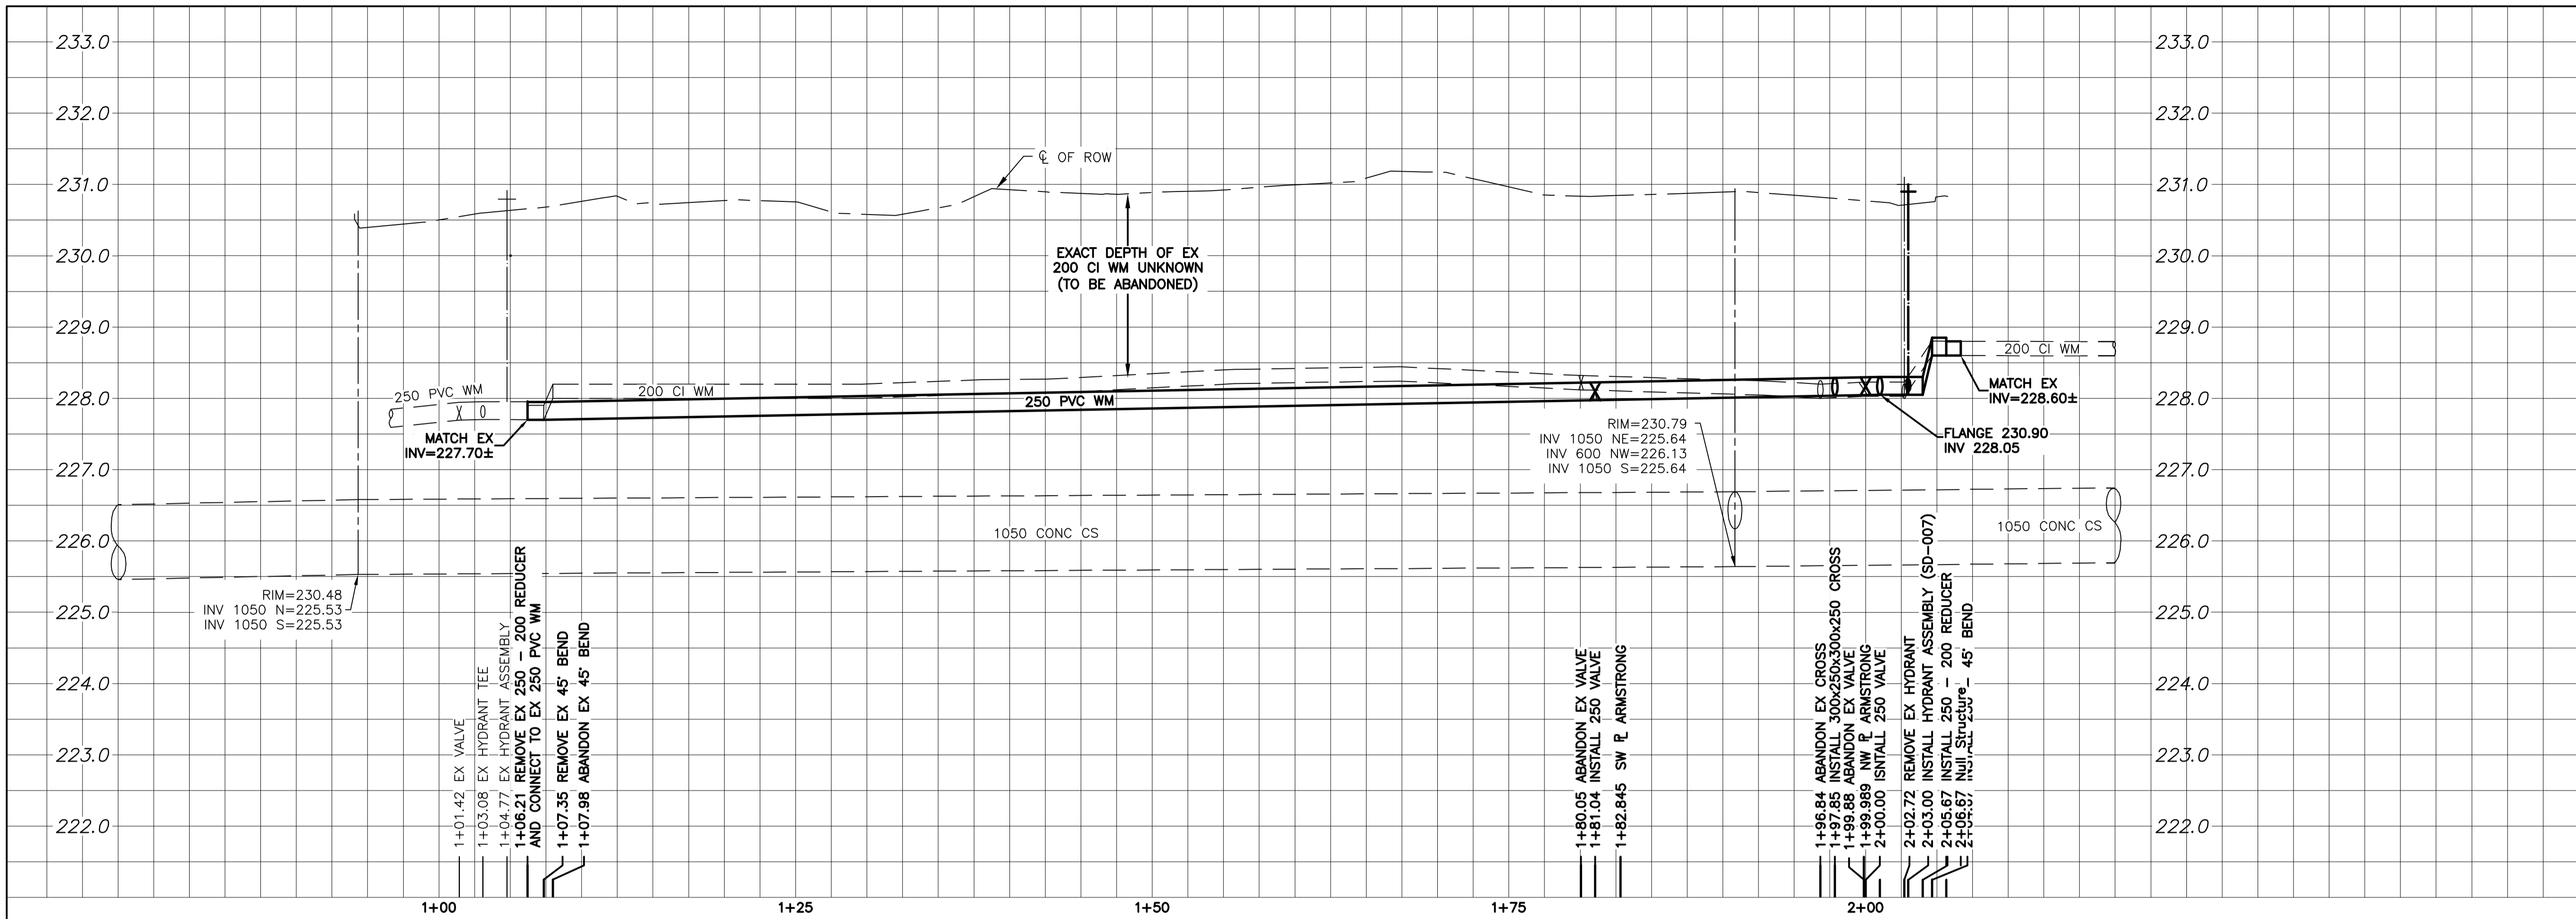 233.0
232.0
231.0
230.0
229.0
228.0
227.0
226.0
225.0
224.0
223.0
222.0
233.0
232.0
231.0
230.0
229.0
228.0
227.0
226.0
225.0
224.0
223.0
222.0
℄ OF ROW
EXACT DEPTH OF EX
200 CI WM UNKNOWN
(TO BE ABANDONED)
250 PVC WM
200 CI WM
250 PVC WM
200 CI WM
MATCH EX
INV=227.70±
MATCH EX
INV=228.60±
FLANGE 230.90
INV 228.05
RIM=230.79
INV 1050 NE=225.64
INV 600 NW=226.13
INV 1050 S=225.64
1050 CONC CS
1050 CONC CS
RIM=230.48
INV 1050 N=225.53
INV 1050 S=225.53
1+01.42 EX VALVE
1+03.08 EX HYDRANT TEE
1+04.77 EX HYDRANT ASSEMBLY
1+06.21 REMOVE EX 250 - 200 REDUCER
AND CONNECT TO EX 250 PVC WM
1+07.35 REMOVE EX 45° BEND
1+07.98 ABANDON EX 45° BEND
1+80.05 ABANDON EX VALVE
1+81.04 INSTALL 250 VALVE
1+82.845 SW ⅊ ARMSTRONG
1+96.84 ABANDON EX CROSS
1+97.85 INSTALL 300x250x300x250 CROSS
1+99.88 ABANDON EX VALVE
1+99.989 NW ⅊ ARMSTRONG
2+00.00 ISNTALL 250 VALVE
2+02.72 REMOVE EX HYDRANT
2+03.00 INSTALL HYDRANT ASSEMBLY (SD-007)
2+05.67 INSTALL 250 - 200 REDUCER
2+06.67 Null Structure
INSTALL 250 - 45° BEND
1+00
1+25
1+50
1+75
2+00